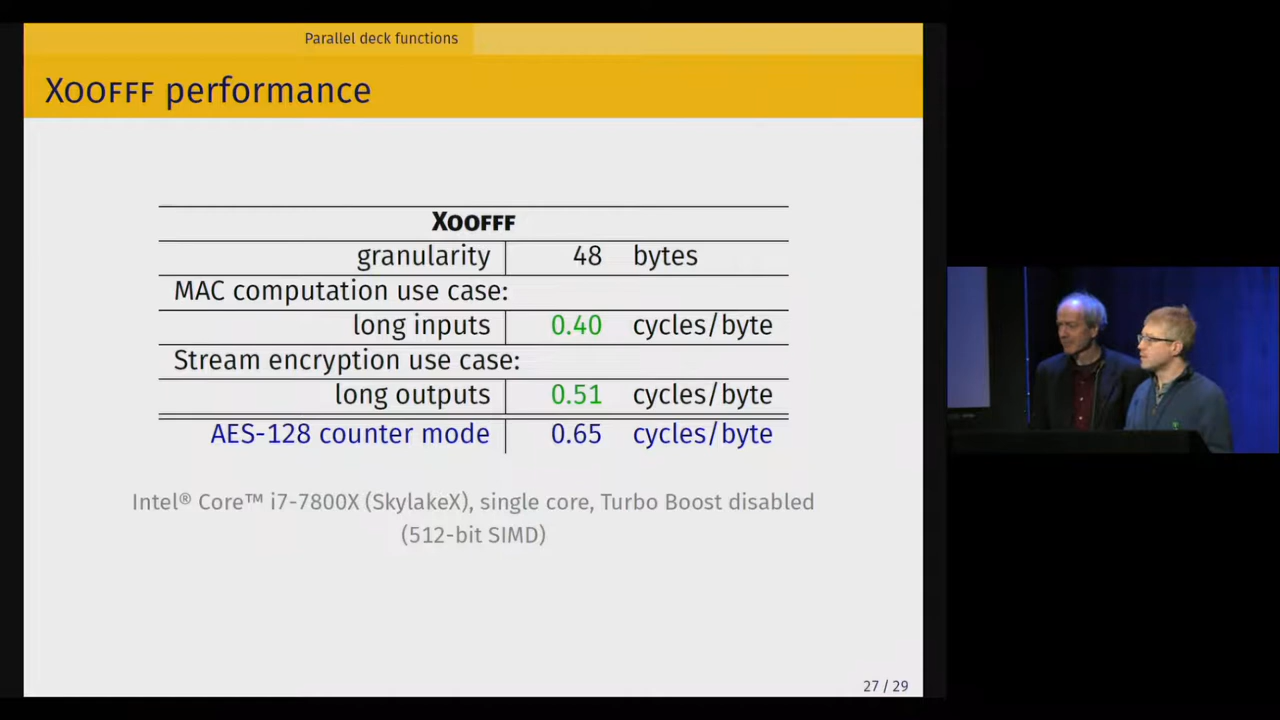 Parallel deck functions
Xoofff performance
Xoofff
granularity 48 bytes
MAC computation use case:
long inputs 0.40 cycles/byte
Stream encryption use case:
long outputs 0.51 cycles/byte
AES-128 counter mode 0.65 cycles/byte
Intel® Core™ i7-7800X (SkylakeX), single core, Turbo Boost disabled
(512-bit SIMD)
27 / 29